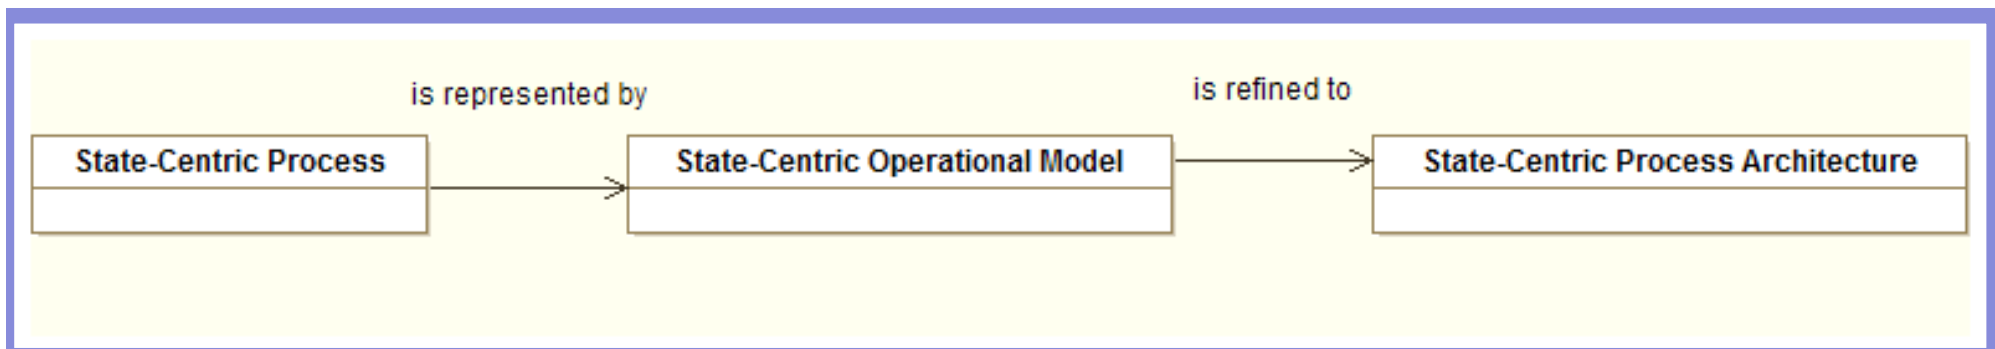 is represented by
is refined to
State-Centric Process
State-Centric Operational Model
State-Centric Process Architecture